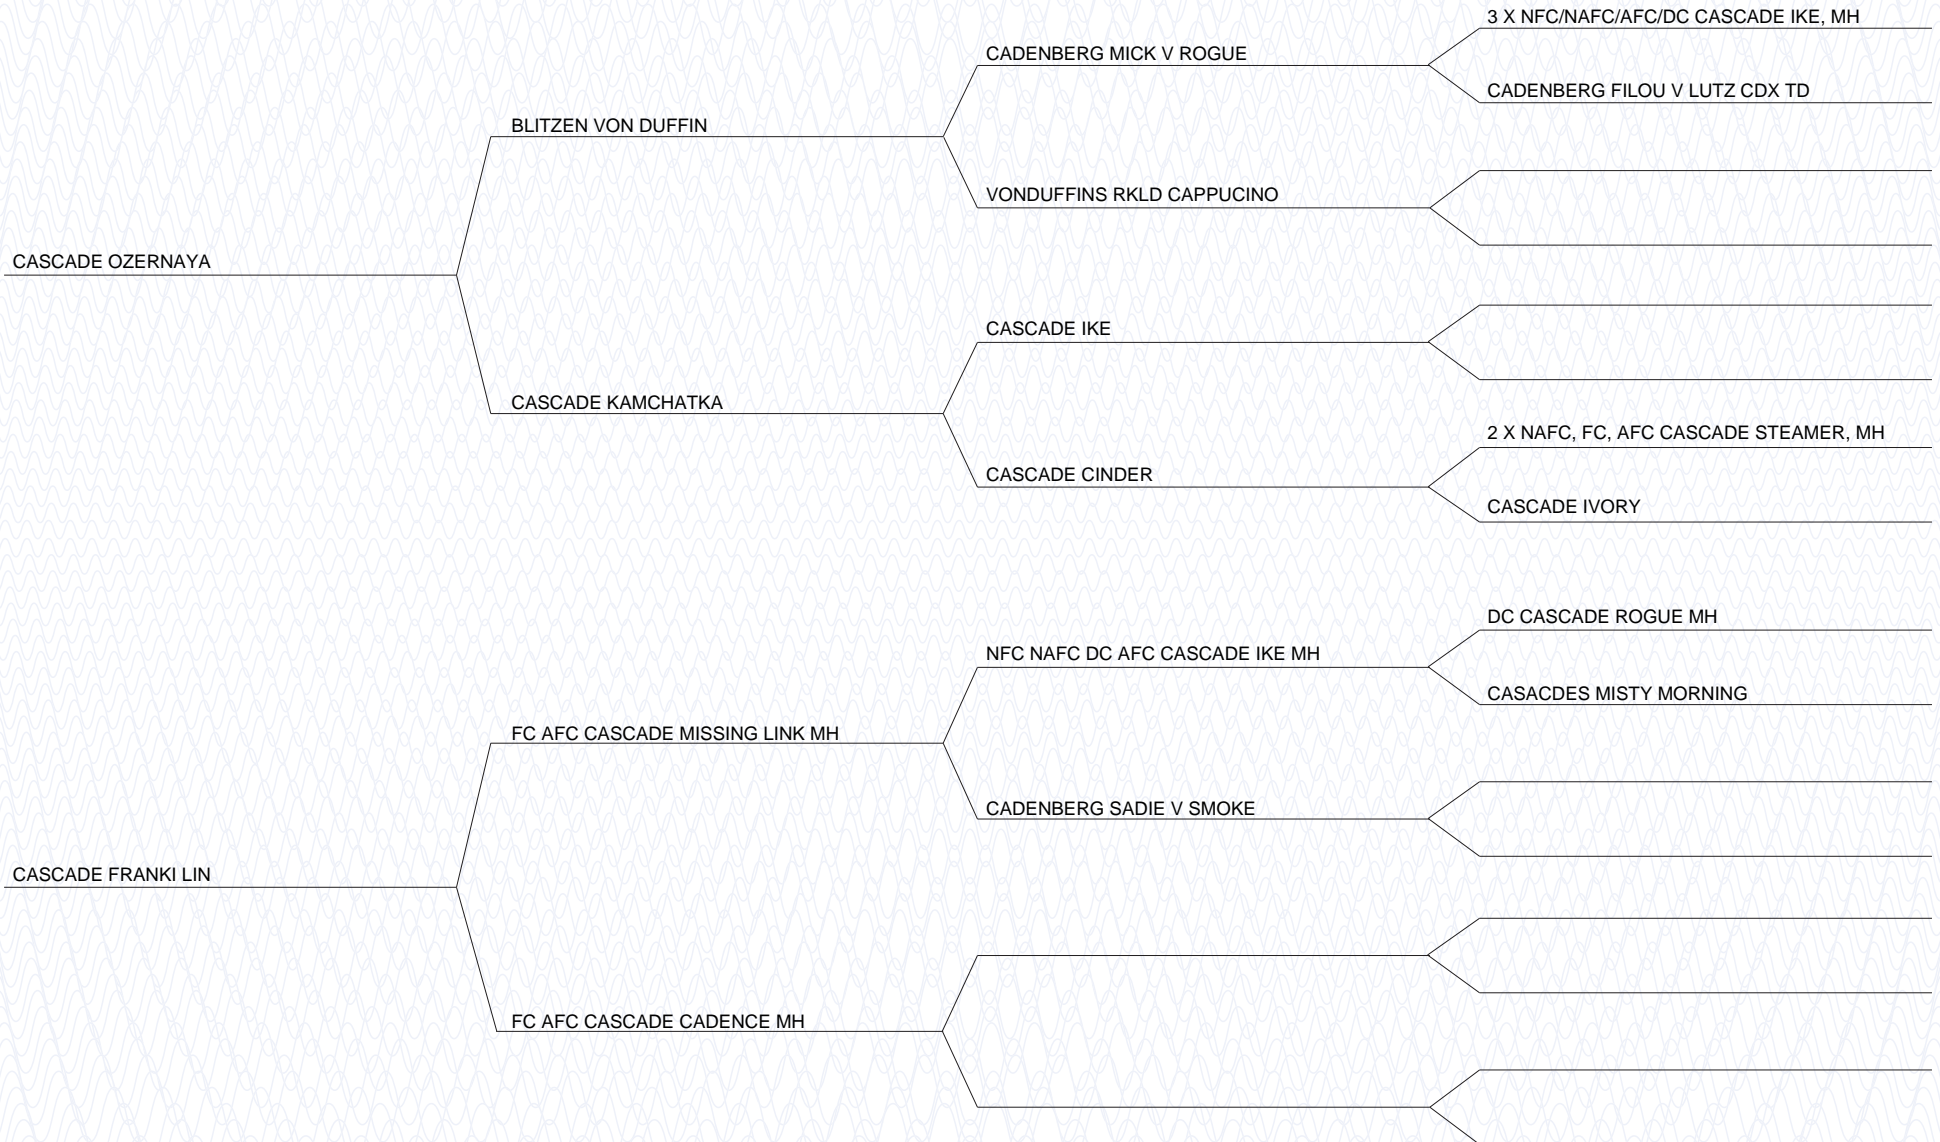 3 X NFC/NAFC/AFC/DC CASCADE IKE, MH
CADENBERG MICK V ROGUE
CADENBERG FILOU V LUTZ CDX TD
BLITZEN VON DUFFIN
VONDUFFINS RKLD CAPPUCINO
CASCADE OZERNAYA
CASCADE IKE
CASCADE KAMCHATKA
2 X NAFC, FC, AFC CASCADE STEAMER, MH
CASCADE CINDER
CASCADE IVORY
DC CASCADE ROGUE MH
NFC NAFC DC AFC CASCADE IKE MH
CASACDES MISTY MORNING
FC AFC CASCADE MISSING LINK MH
CADENBERG SADIE V SMOKE
CASCADE FRANKI LIN
FC AFC CASCADE CADENCE MH